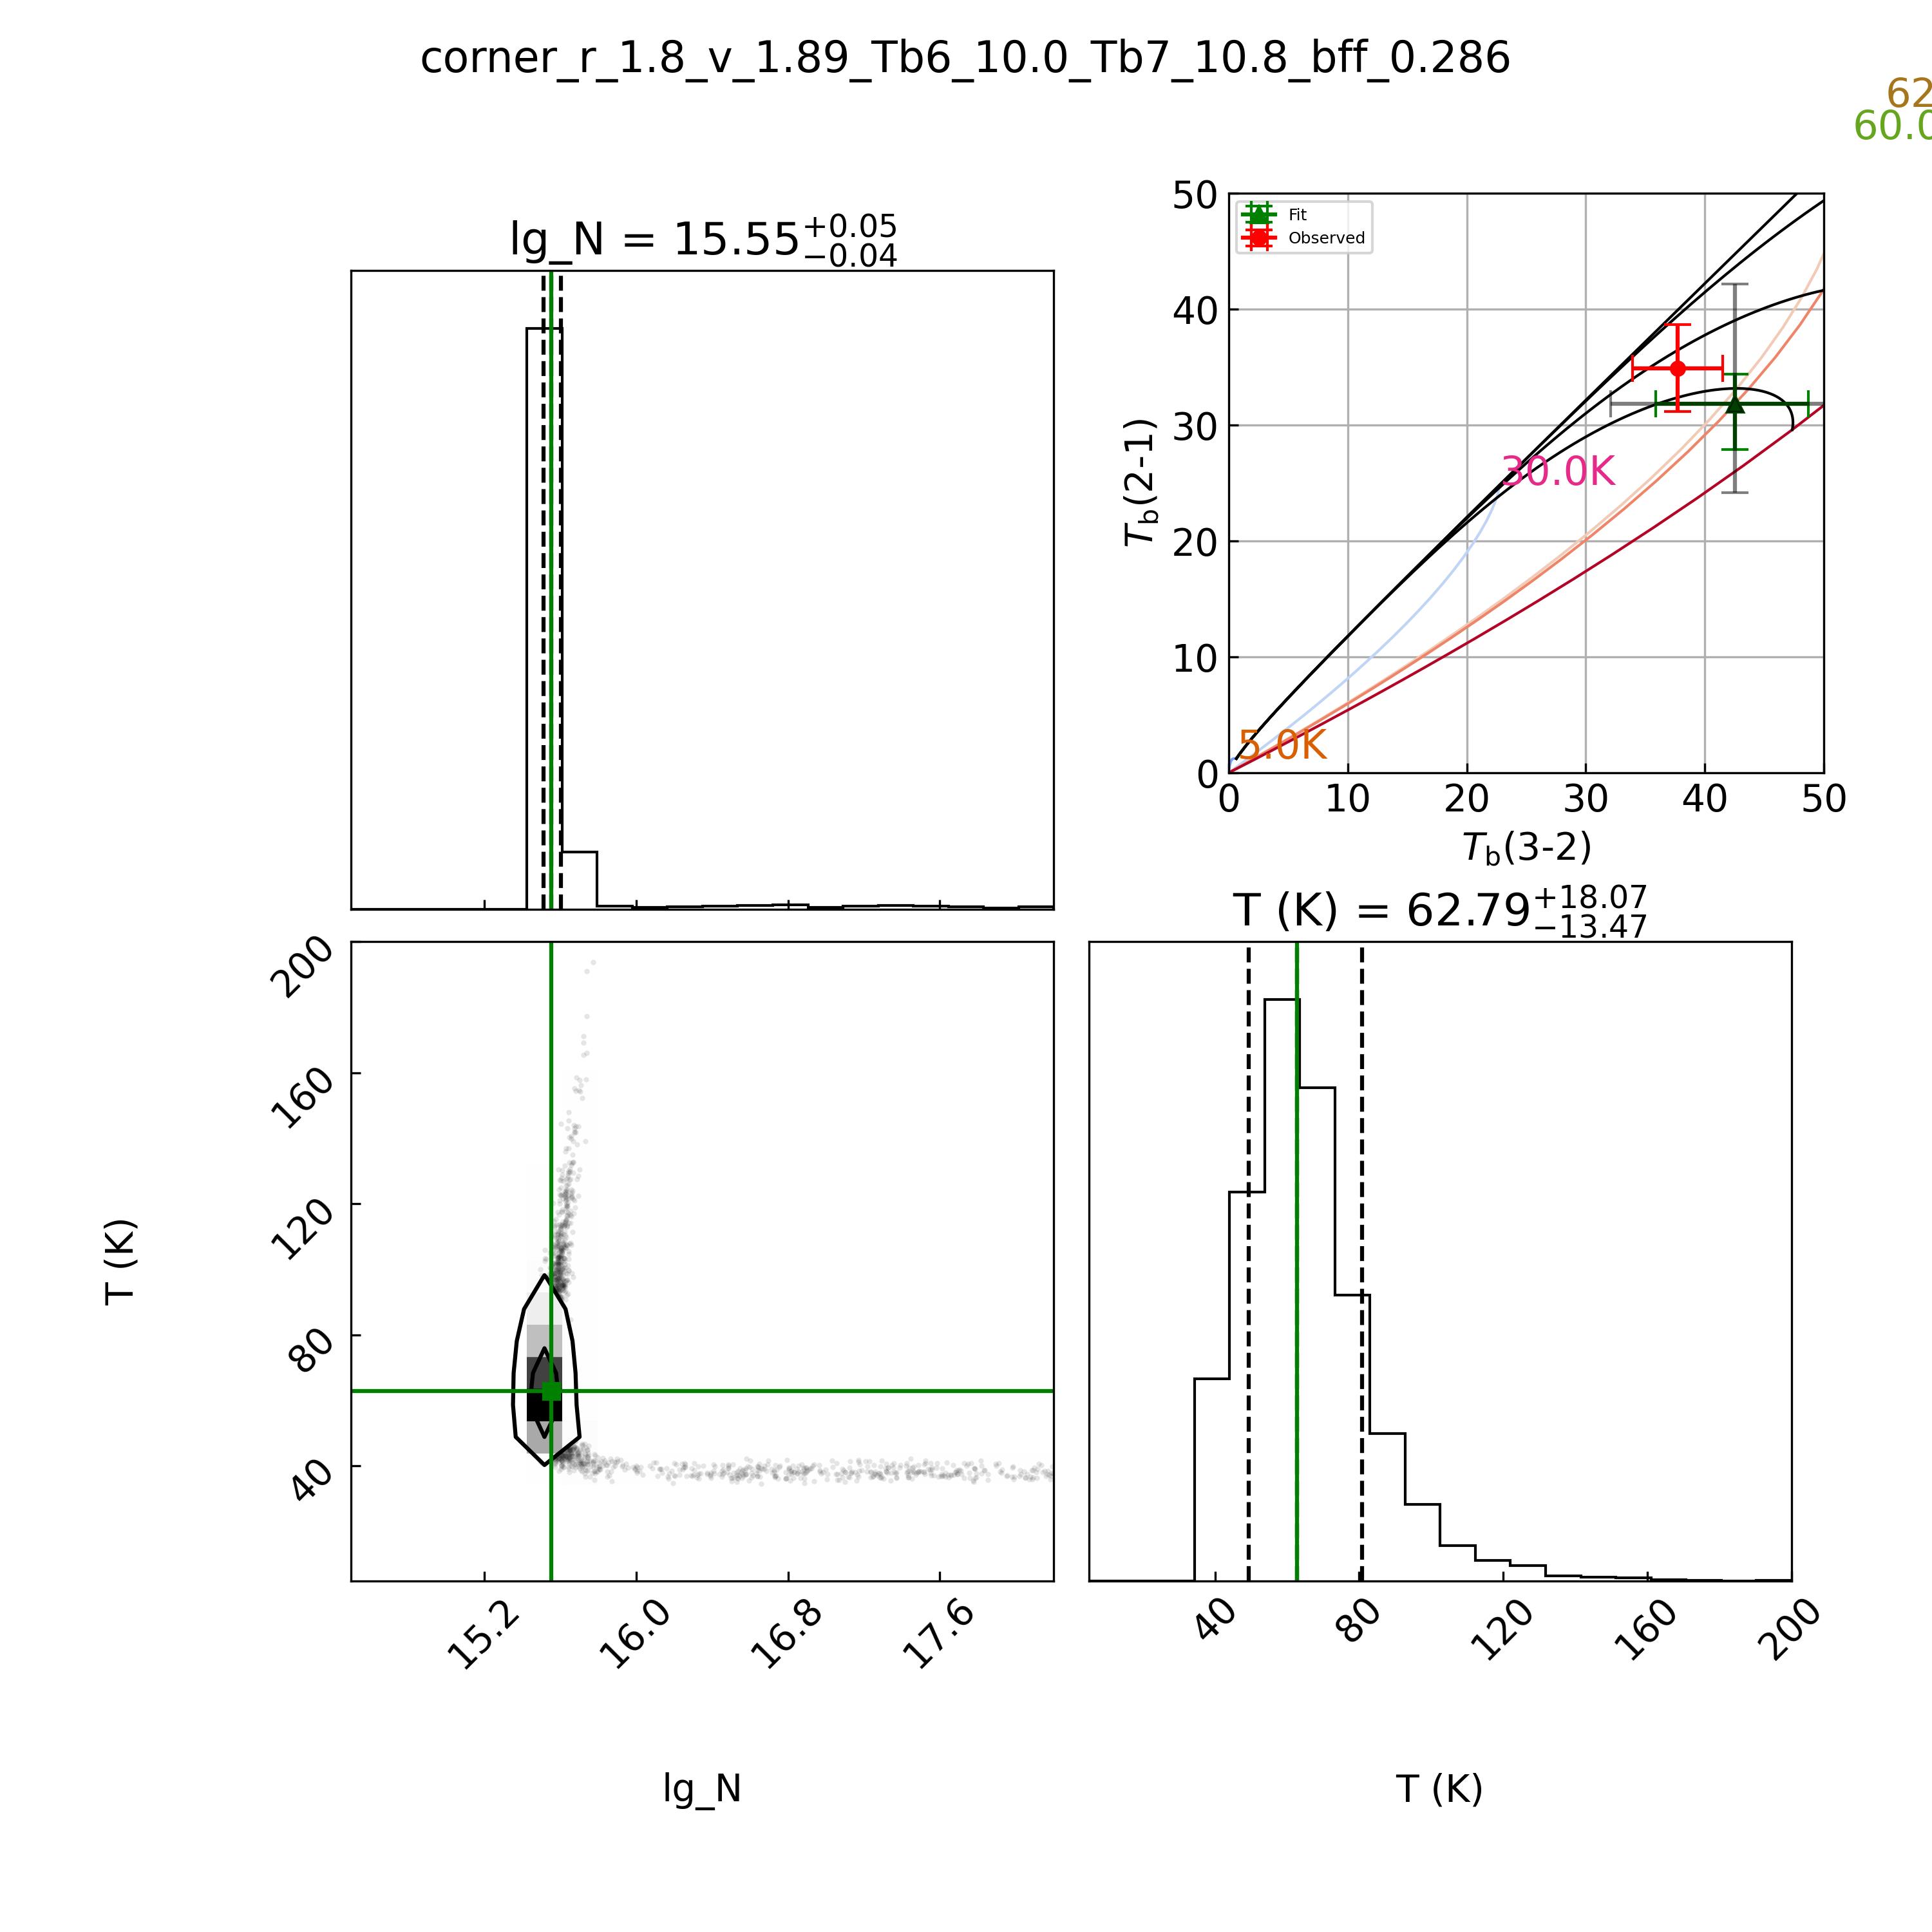 corner_r_1.8_v_1.89_Tb6_10.0_Tb7_10.8_bff_0.286
62
60.0
lg_N = 15.55+0.05−0.04
50
40
30
20
10
0
Tb(2-1)
Fit
Observed
30.0K
5.0K
0 10 20 30 40 50
Tb(3-2)
T (K) = 62.79+18.07−13.47
200
160
120
80
40
T (K)
15.2 16.0 16.8 17.6
lg_N
40 80 120 160 200
T (K)